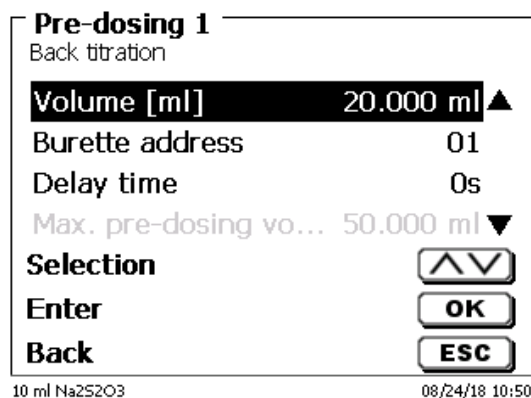 Pre-dosing 1
Back titration
Volume [ml] 20.000 ml
Burette address 01
Delay time 0s
Max. pre-dosing vo... 50.000 ml
Selection
Enter OK
Back ESC
10 ml Na2S2O3 08/24/18 10:50